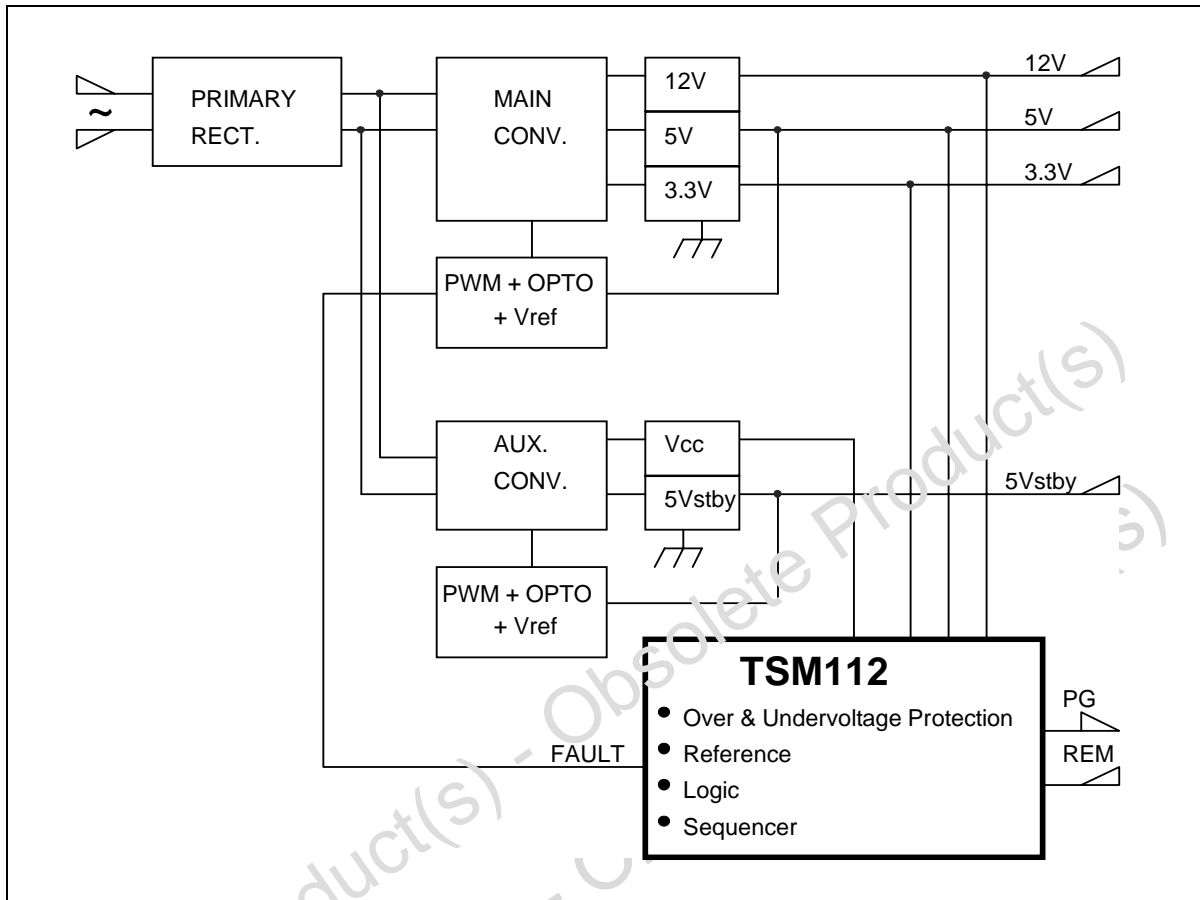 ~
PRIMARY
RECT.
MAIN
CONV.
12V
5V
3.3V
12V
5V
3.3V
PWM + OPTO
+ Vref
AUX.
CONV.
Vcc
5Vstby
5Vstby
PWM + OPTO
+ Vref
TSM112
• Over & Undervoltage Protection
• Reference
• Logic
• Sequencer
FAULT
PG
REM
duct(s) - Obsolete Product(s)